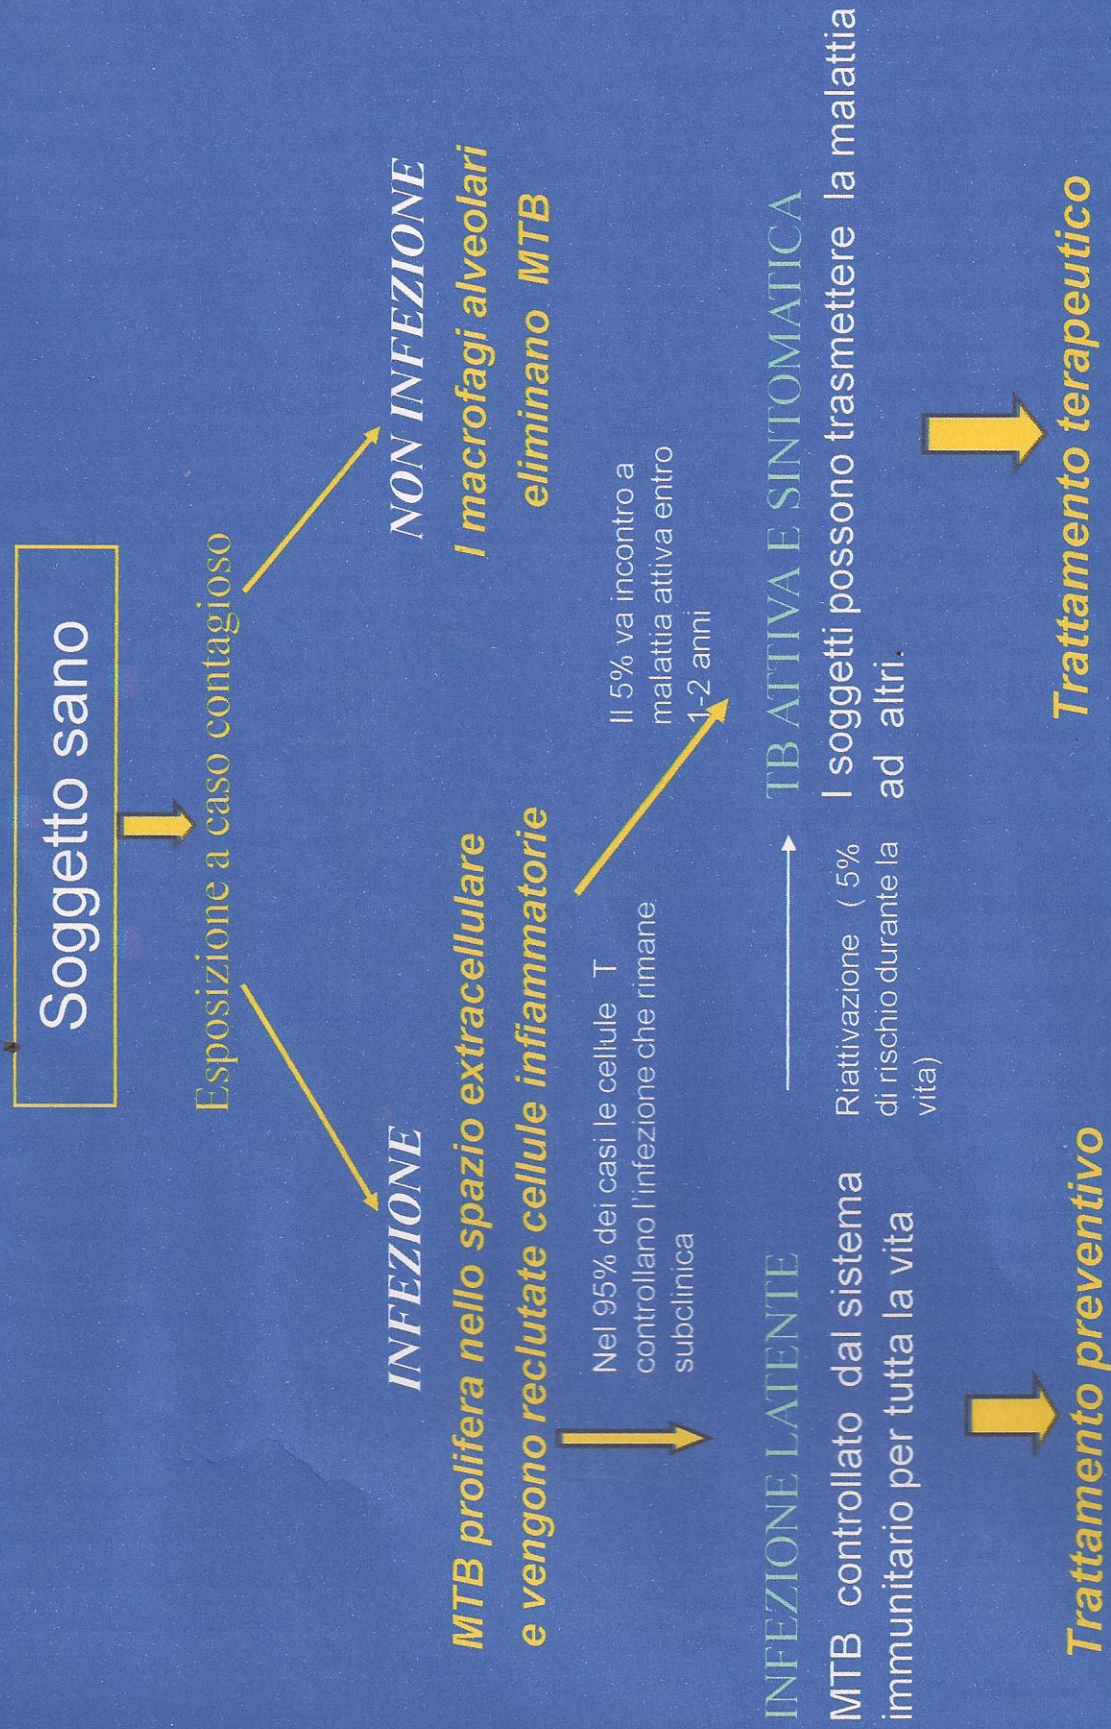 Soggetto sano
Esposizione a caso contagioso
INFEZIONE
MTB prolifera nello spazio extracellulare
e vengono reclutate cellule infiammatorie
NON INFEZIONE
I macrofagi alveolari
eliminano MTB
Nel 95% dei casi le cellule T
controllano l'infezione che rimane
subclinica
Il 5% va incontro a
malattia attiva entro
1-2 anni
INFEZIONE LATENTE
MTB controllato dal sistema
immunitario per tutta la vita
Riattivazione ( 5%
di rischio durante la
vita)
TB ATTIVA E SINTOMATICA
I soggetti possono trasmettere la malattia
ad altri.
Trattamento preventivo
Trattamento terapeutico